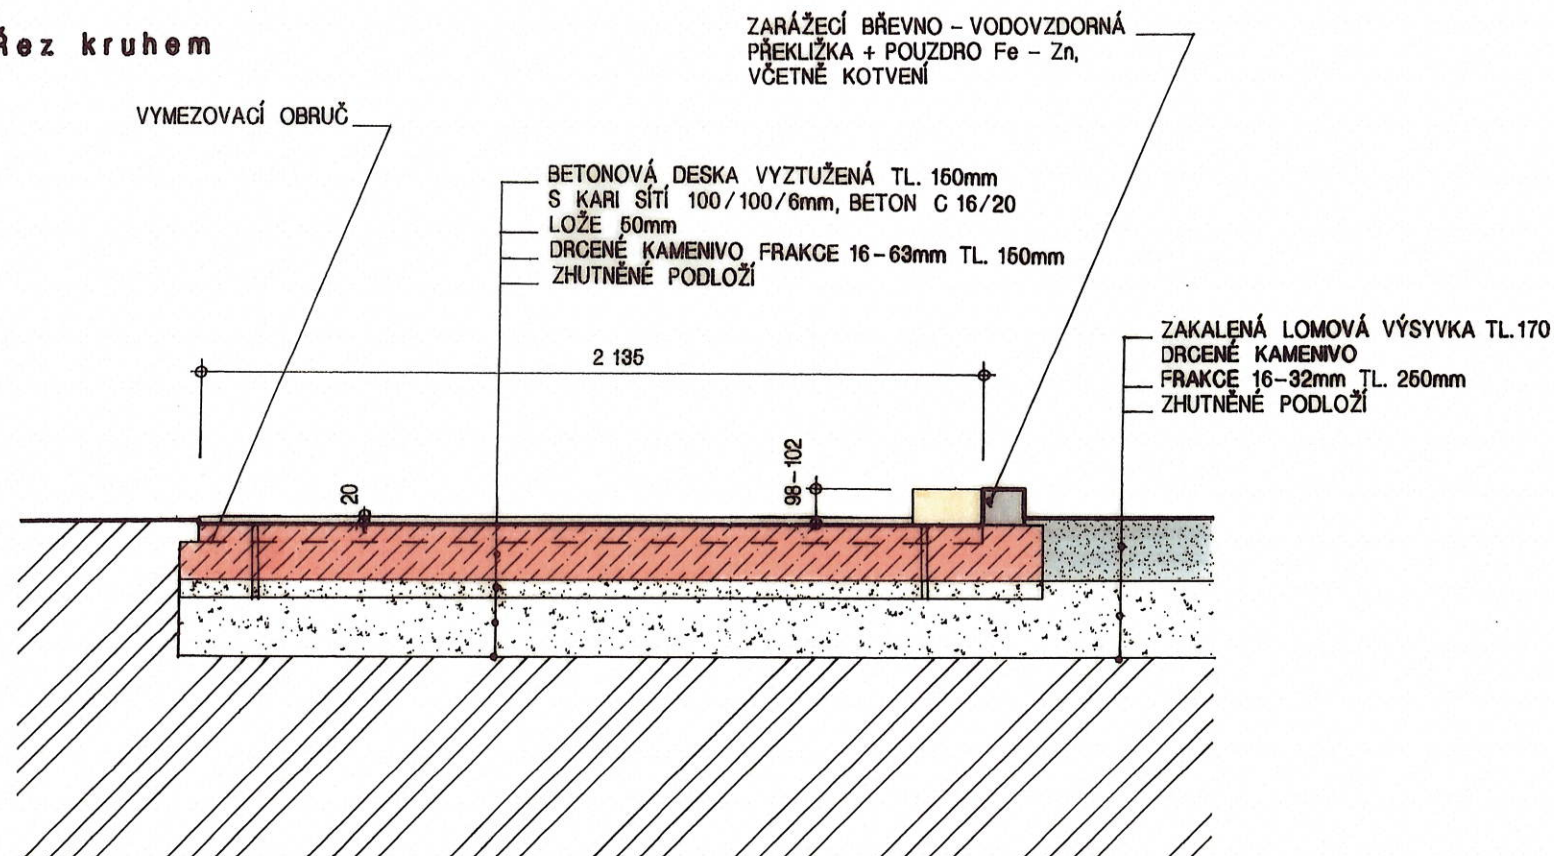 Řez kruhem
ZARÁŽECÍ BŘEVNO - VODOVZDORNÁ
PŘEKLIŽKA + POUZDRO Fe - Zn,
VČETNĚ KOTVENÍ
VYMEZOVACÍ OBRUČ
BETONOVÁ DESKA VYZTUŽENÁ TL. 150mm
S KARI SÍTÍ 100/100/6mm, BETON C 16/20
LOŽE 50mm
DRCENÉ KAMENIVO FRAKCE 16-63mm TL. 150mm
ZHUTNĚNÉ PODLOŽÍ
ZAKALENÁ LOMOVÁ VÝSYVKA TL.170
DRCENÉ KAMENIVO
FRAKCE 16-32mm TL. 250mm
ZHUTNĚNÉ PODLOŽÍ
2 135
20
98-102